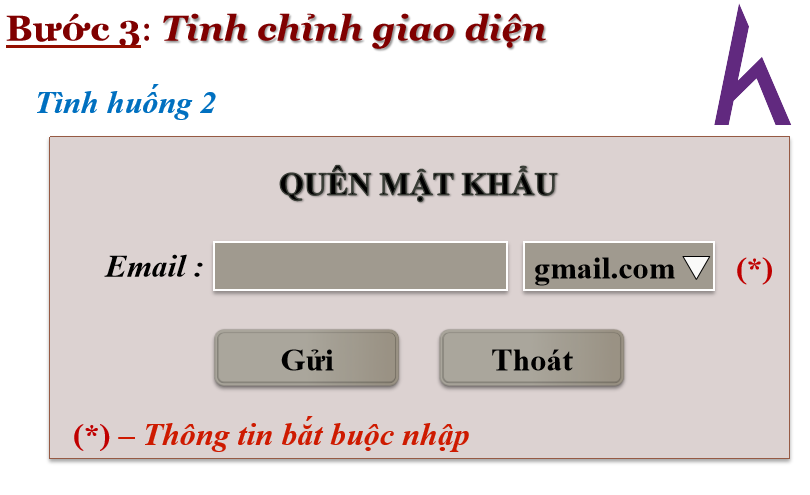 Bước 3: Tinh chỉnh giao diện
Tình huống 2
QUÊN MẬT KHẨU
Email : gmail.com (*)
Gửi Thoát
(*) – Thông tin bắt buộc nhập